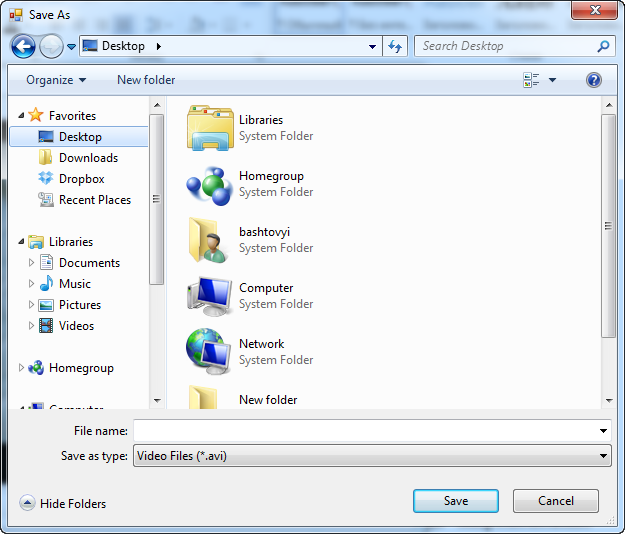 Save As
Desktop
Search Desktop
Organize
New folder
Favorites
Desktop
Downloads
Dropbox
Recent Places
Libraries
Documents
Music
Pictures
Videos
Homegroup
Computer
Libraries
System Folder
Homegroup
System Folder
bashtovyi
System Folder
Computer
System Folder
Network
System Folder
New folder
File name:
Save as type: Video Files (*.avi)
Hide Folders
Save
Cancel